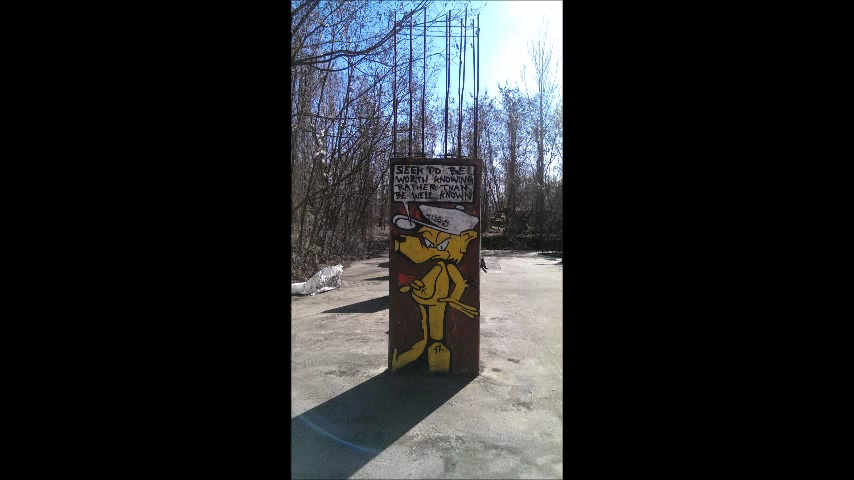 SEEK TO BE
WORTH KNOWING
RATHER THAN
BE WELL KNOWN